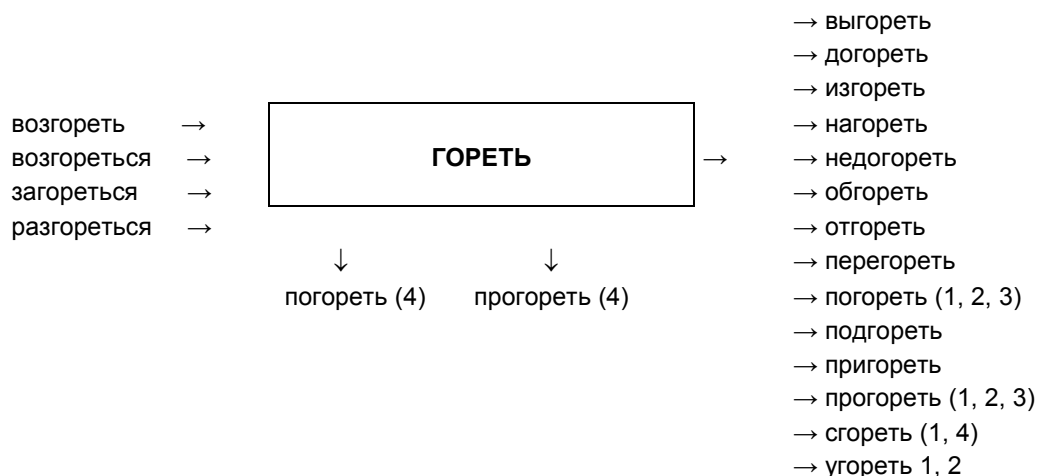 → выгореть
→ догореть
→ изгореть
возгореть → → нагореть
возгореться → ГОРЕТЬ → → недогореть
загореться → → обгореть
разгореться → → отгореть
↓ ↓ → перегореть
погореть (4) прогореть (4) → погореть (1, 2, 3)
→ подгореть
→ пригореть
→ прогореть (1, 2, 3)
→ сгореть (1, 4)
→ угореть 1, 2